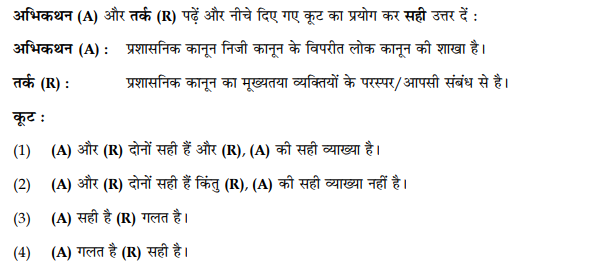 अभिकथन (A) और तर्क (R) पढ़ें और नीचे दिए गए कूट का प्रयोग कर सही उत्तर दें :
अभिकथन (A) : प्रशासनिक कानून निजी कानून के विपरीत लोक कानून की शाखा है।
तर्क (R) : प्रशासनिक कानून का मूख्यतया व्यक्तियों के परस्पर/आपसी संबंध से है।
कूट :
(1) (A) और (R) दोनों सही हैं और (R), (A) की सही व्याख्या है।
(2) (A) और (R) दोनों सही हैं किंतु (R), (A) की सही व्याख्या नहीं है।
(3) (A) सही है (R) गलत है।
(4) (A) गलत है (R) सही है।